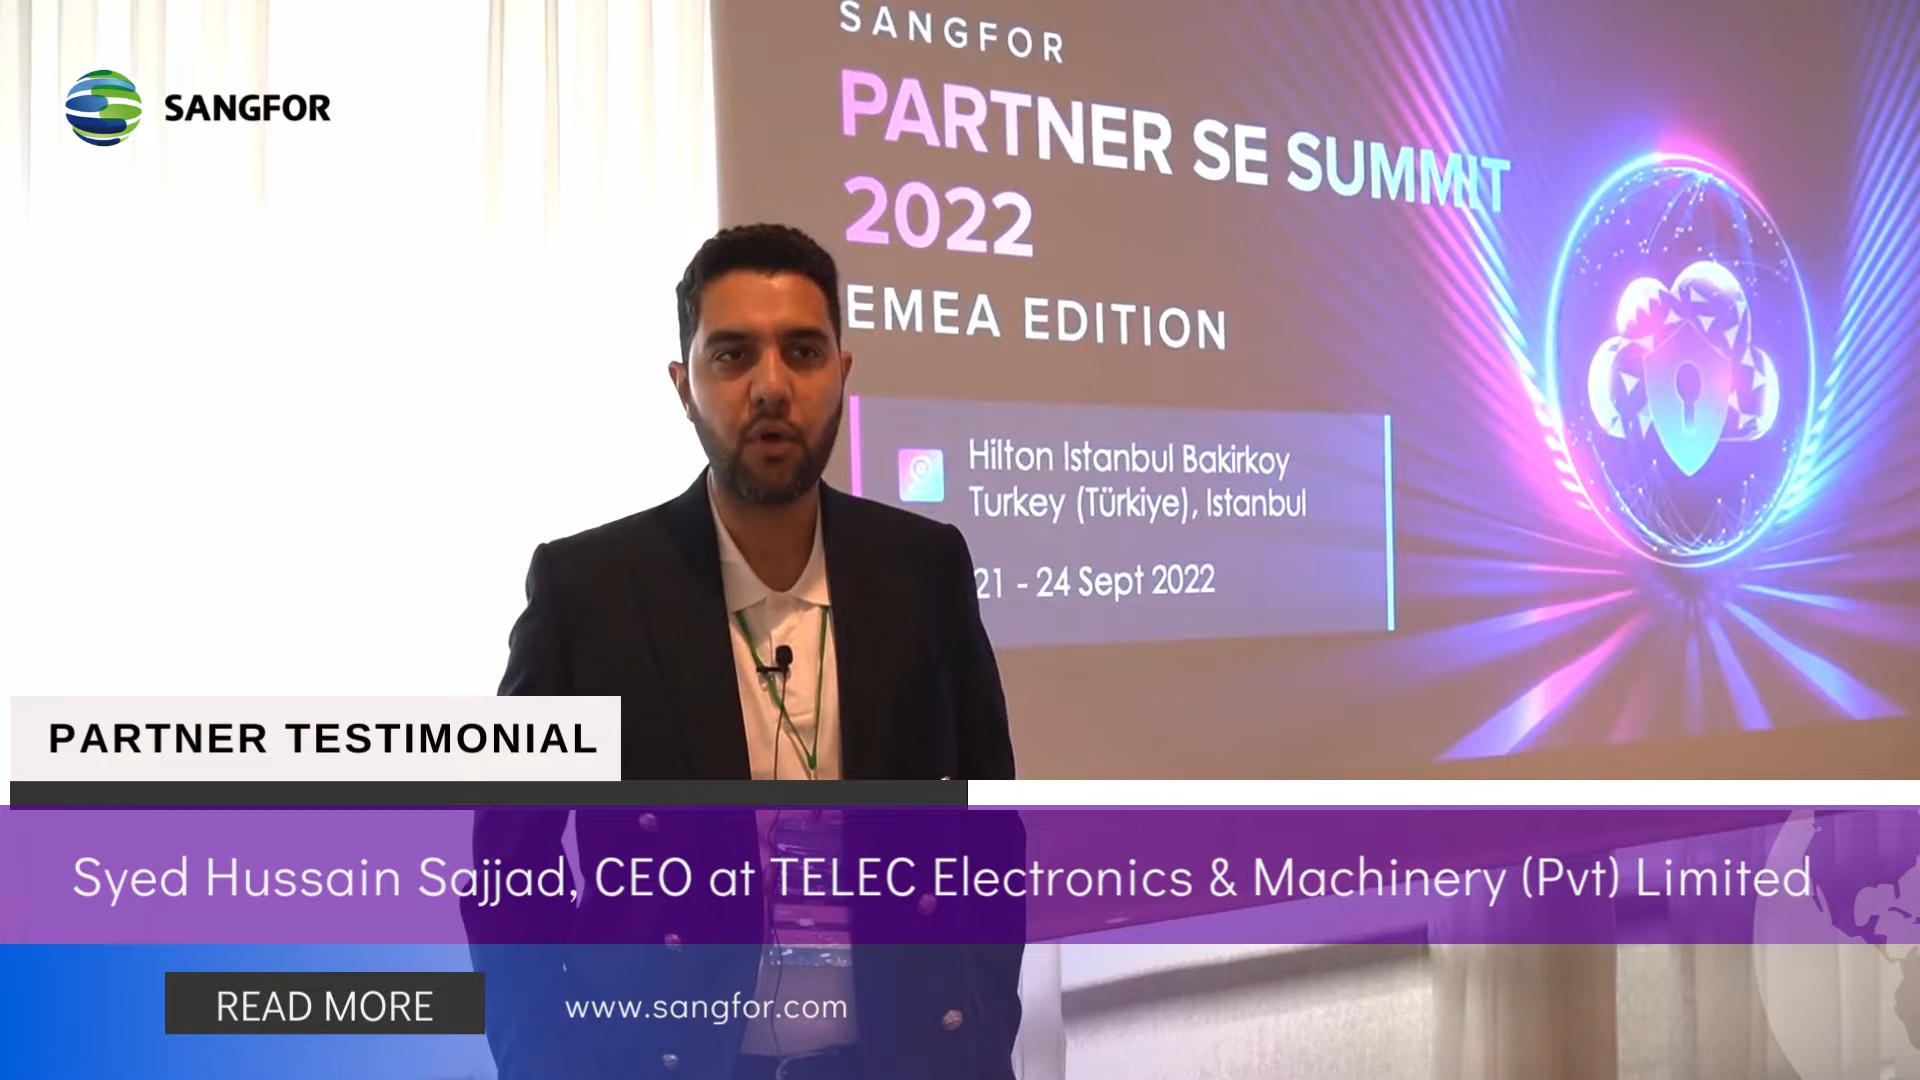 SANGFOR
SANGFOR
PARTNER SE SUMMIT
2022
EMEA EDITION
Hilton Istanbul Bakirkoy
Turkey (Türkiye), Istanbul
21 - 24 Sept 2022
PARTNER TESTIMONIAL
Syed Hussain Sajjad, CEO at TELEC Electronics & Machinery (Pvt) Limited
READ MORE
www.sangfor.com